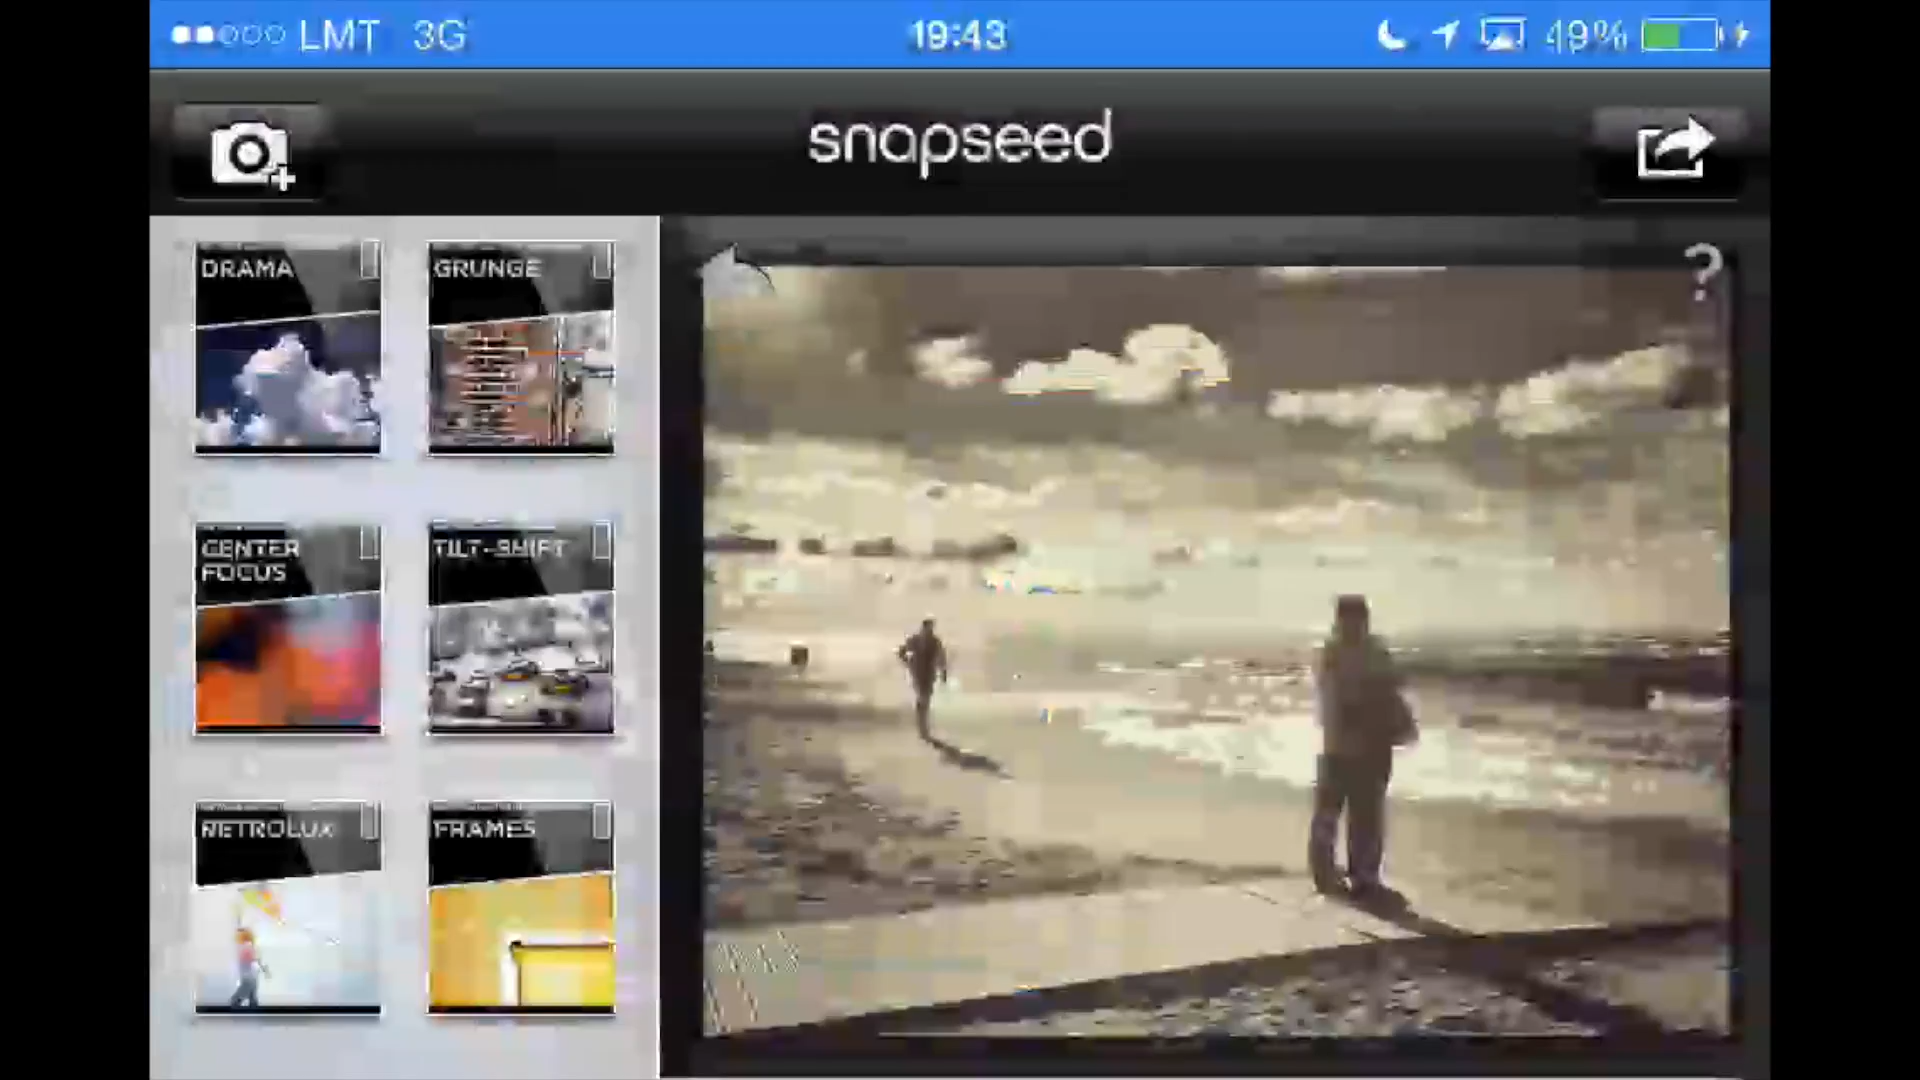 LMT 3G 19:43 49%
snapseed
DRAMA GRUNGE
?
CENTER
FOCUS
TILT-SHIFT
RETROLUX FRAMES